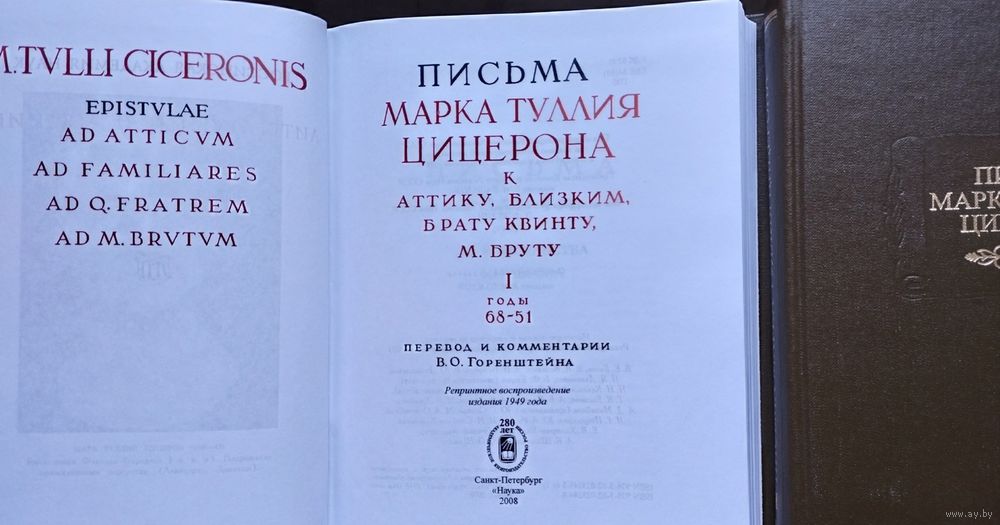 M. TVLLI CICERONIS
EPISTVLAE
AD ATTICVM
AD FAMILIARES
AD Q. FRATREM
AD M. BRVTVM
ПИСЬМА
МАРКА ТУЛЛИЯ
ЦИЦЕРОНА
К
АТТИКУ, БЛИЗКИМ,
БРАТУ КВИНТУ,
М. БРУТУ
I
ГОДЫ
68-51
ПЕРЕВОД И КОММЕНТАРИИ
В. О. ГОРЕНШТЕЙНА
Репринтное воспроизведение
издания 1949 года
280
лет
Санкт-Петербург
«Наука»
2008
ПИ
МАРК
ЦИ
www.ay.by